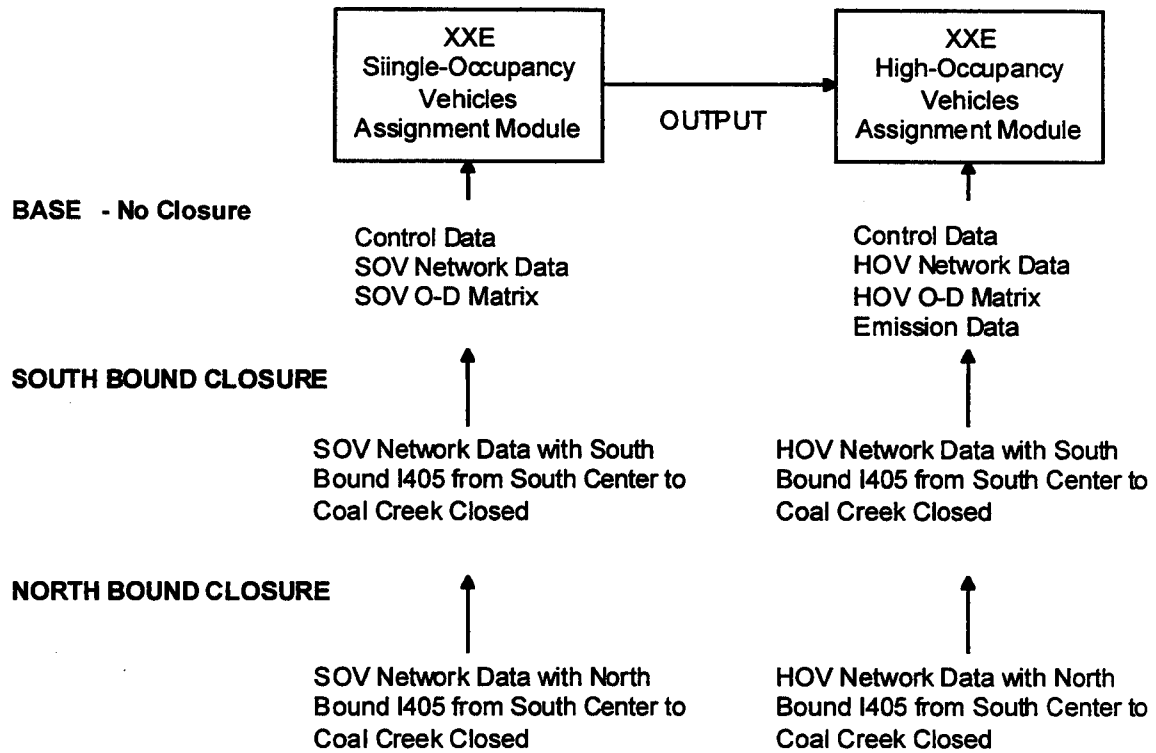 XXE
Siingle-Occupancy
Vehicles
Assignment Module
OUTPUT
XXE
High-Occupancy
Vehicles
Assignment Module
BASE - No Closure
Control Data
SOV Network Data
SOV O-D Matrix
Control Data
HOV Network Data
HOV O-D Matrix
Emission Data
SOUTH BOUND CLOSURE
SOV Network Data with South
Bound I405 from South Center to
Coal Creek Closed
HOV Network Data with South
Bound I405 from South Center to
Coal Creek Closed
NORTH BOUND CLOSURE
SOV Network Data with North
Bound I405 from South Center to
Coal Creek Closed
HOV Network Data with North
Bound I405 from South Center to
Coal Creek Closed